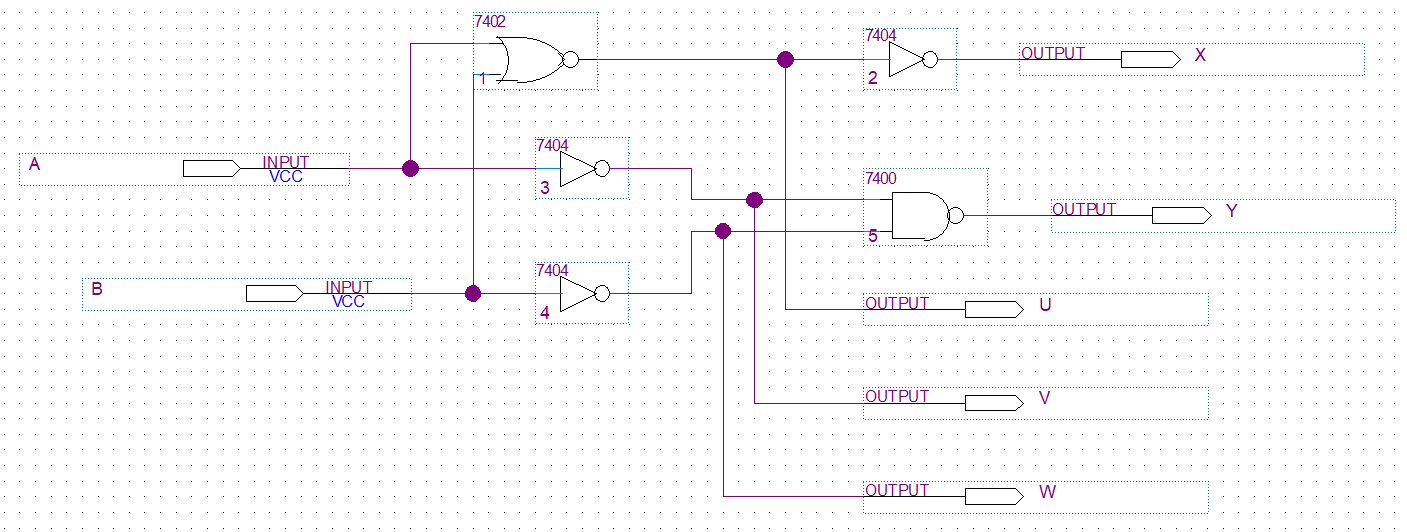 7402
1
7404
2
OUTPUT X
A INPUT
VCC
7404
3
7400
5
OUTPUT Y
B INPUT
VCC
7404
4
OUTPUT U
OUTPUT V
OUTPUT W